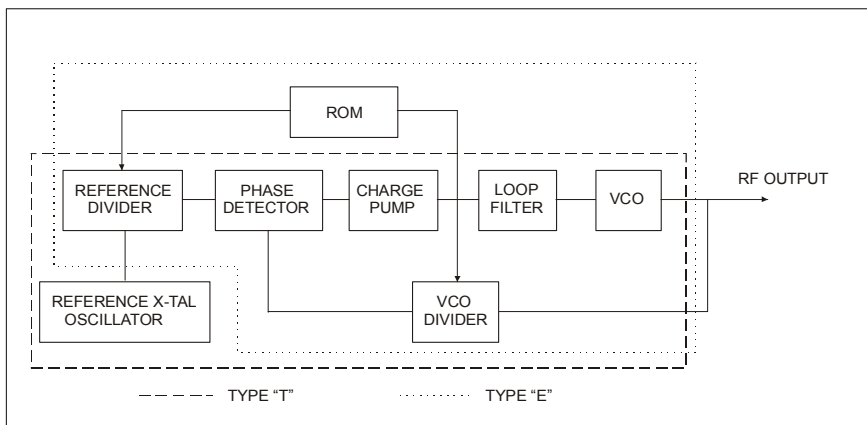 ROM
REFERENCE
DIVIDER
PHASE
DETECTOR
CHARGE
PUMP
LOOP
FILTER
VCO
RF OUTPUT
REFERENCE X-TAL
OSCILLATOR
VCO
DIVIDER
TYPE “T”
TYPE “E”